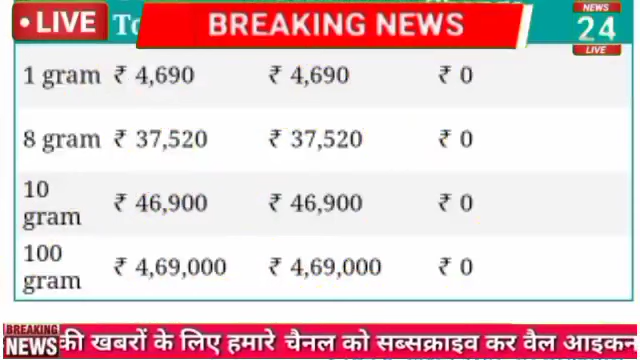 LIVE
BREAKING NEWS
NEWS
24
LIVE
1 gram ₹ 4,690 ₹ 4,690 ₹ 0
8 gram ₹ 37,520 ₹ 37,520 ₹ 0
10
gram ₹ 46,900 ₹ 46,900 ₹ 0
100
gram ₹ 4,69,000 ₹ 4,69,000 ₹ 0
BREAKING
NEWS
की खबरों के लिए हमारे चैनल को सब्सक्राइव कर वैल आइकन